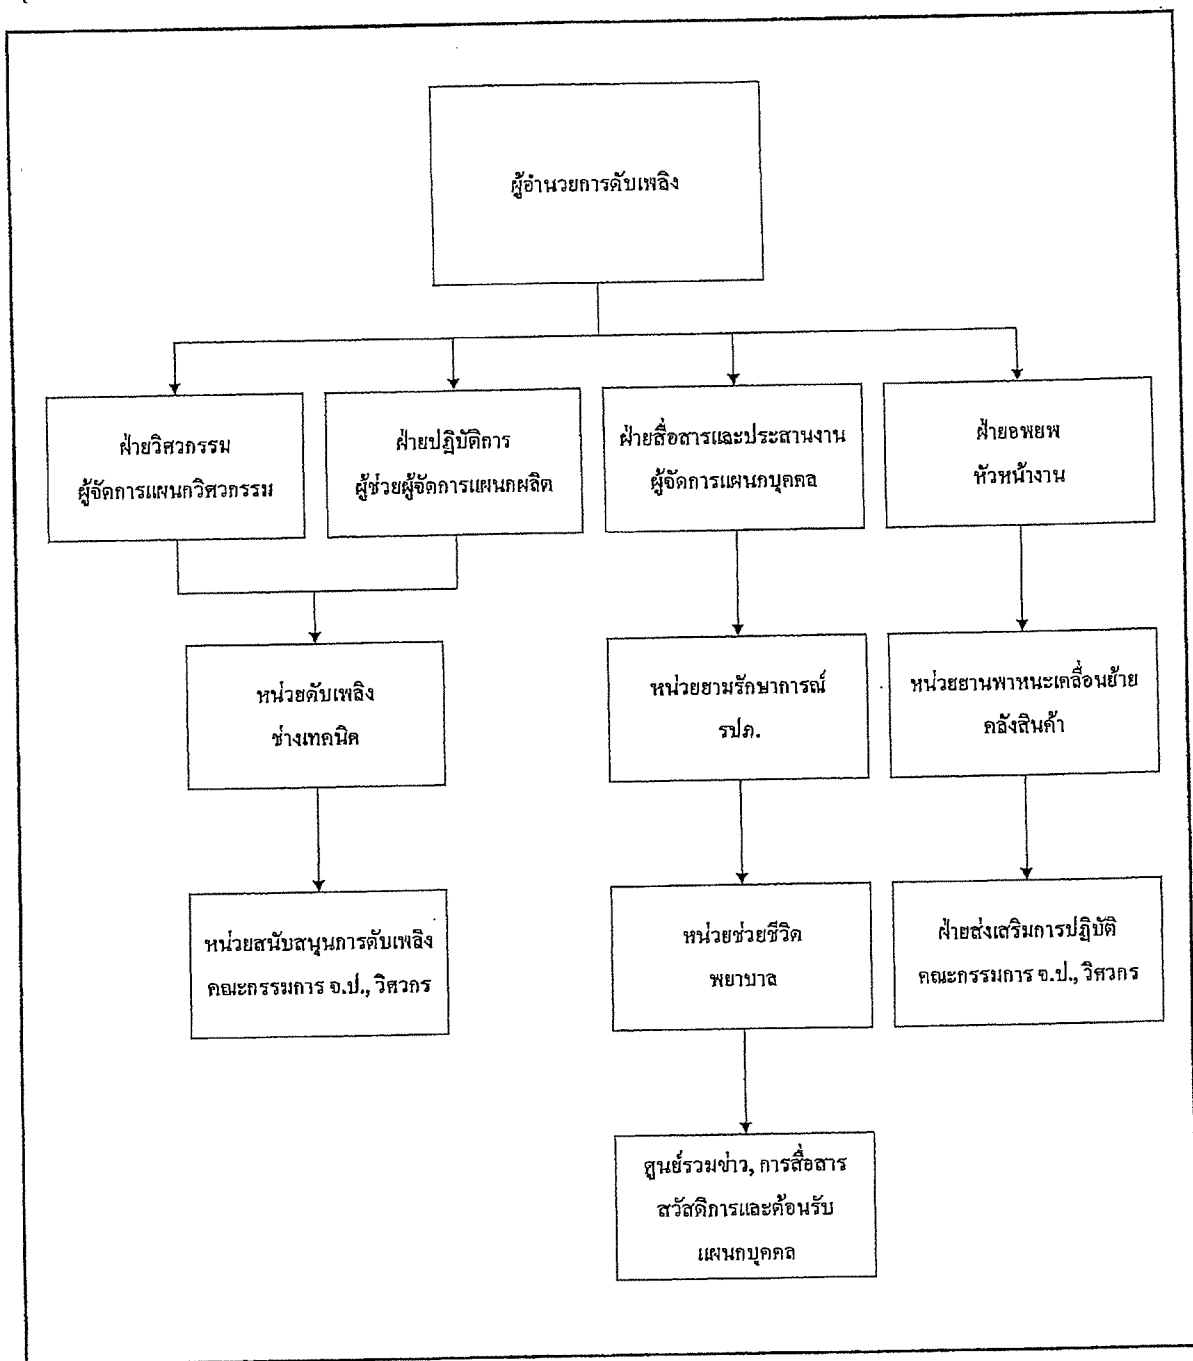 ผู้อำนวยการดับเพลิง
ฝ่ายวิศวกรรม
ผู้จัดการแผนกวิศวกรรม
ฝ่ายปฏิบัติการ
ผู้ช่วยผู้จัดการแผนกผลิต
ฝ่ายสื่อสารและประสานงาน
ผู้จัดการแผนกบุคคล
ฝ่ายอพยพ
หัวหน้างาน
หน่วยดับเพลิง
ช่างเทคนิค
หน่วยยามรักษาการณ์
รปภ.
หน่วยยานพาหนะเคลื่อนย้าย
คลังสินค้า
หน่วยสนับสนุนการดับเพลิง
คณะกรรมการ จ.ป., วิศวกร
หน่วยช่วยชีวิต
พยาบาล
ฝ่ายส่งเสริมการปฏิบัติ
คณะกรรมการ จ.ป., วิศวกร
ศูนย์รวมข่าว, การสื่อสาร
สวัสดิการและต้อนรับ
แผนกบุคคล